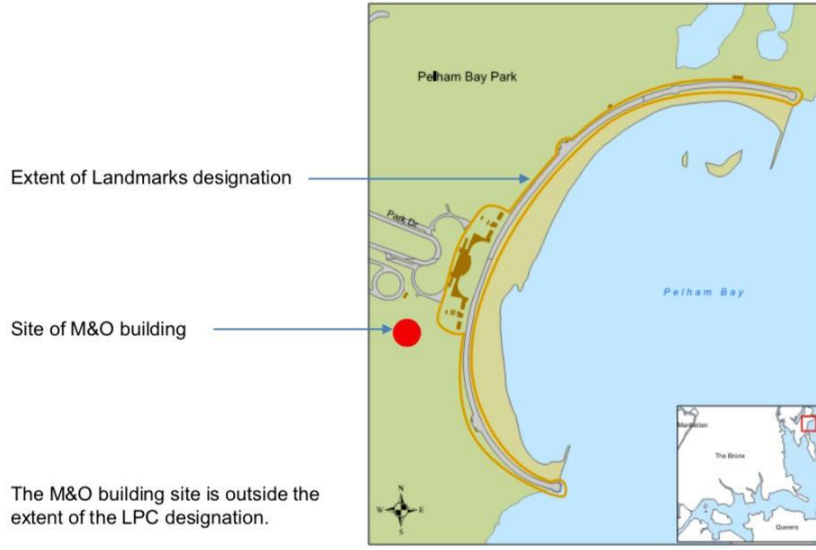 Pelham Bay Park
Extent of Landmarks designation
Park Dr
Pelham Bay
Site of M&O building
Manhattan
The Bronx
Queens
The M&O building site is outside the
extent of the LPC designation.
N
W E
S